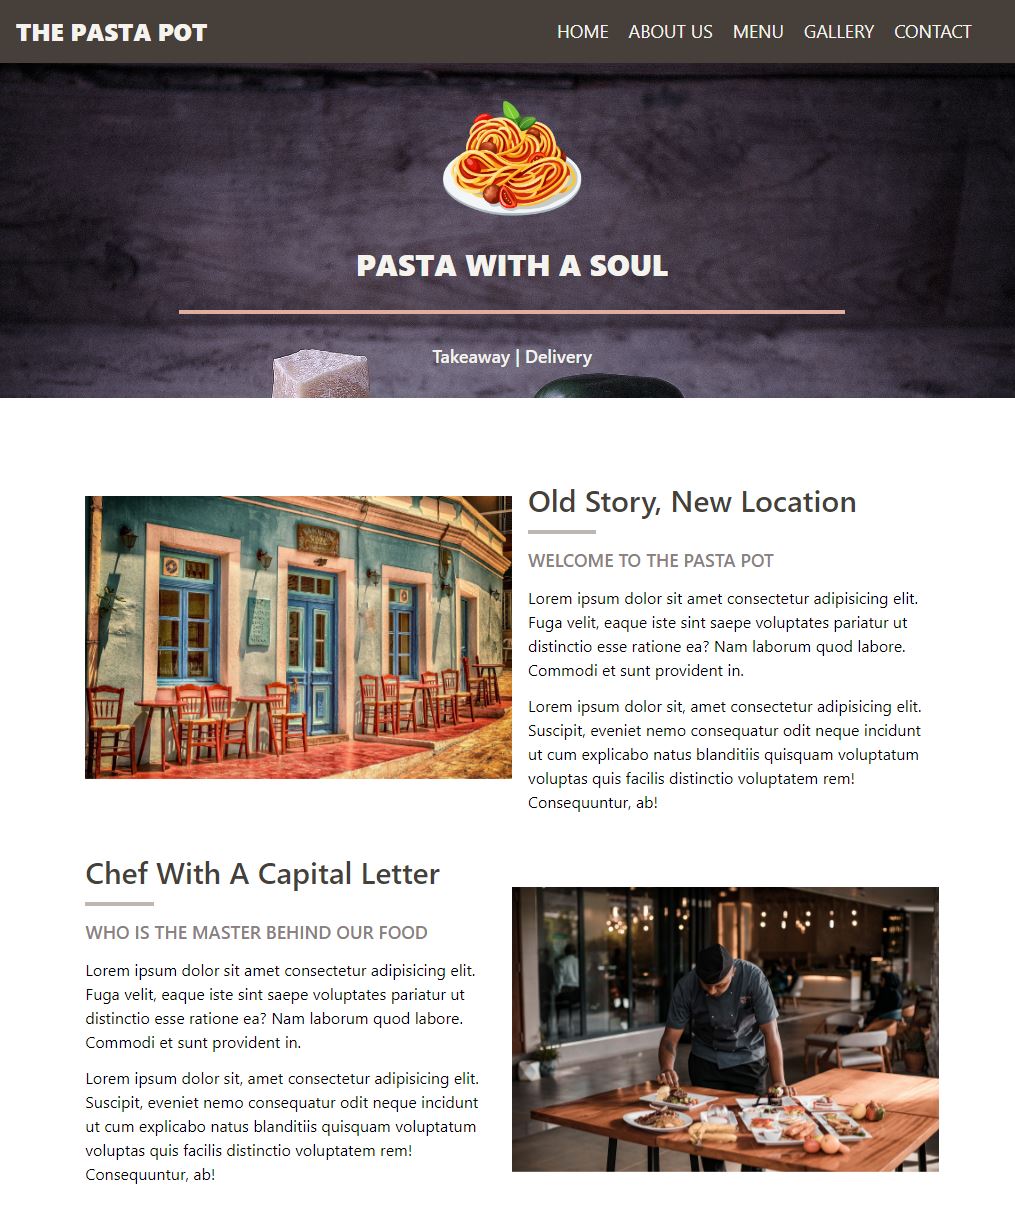 THE PASTA POT
HOME ABOUT US MENU GALLERY CONTACT
PASTA WITH A SOUL
Takeaway | Delivery
Old Story, New Location
WELCOME TO THE PASTA POT
Lorem ipsum dolor sit amet consectetur adipisicing elit.
Fuga velit, eaque iste sint saepe voluptates pariatur ut
distinctio esse ratione ea? Nam laborum quod labore.
Commodi et sunt provident in.
Lorem ipsum dolor sit, amet consectetur adipisicing elit.
Suscipit, eveniet nemo consequatur odit neque incidunt
ut cum explicabo natus blanditiis quisquam voluptatum
voluptas quis facilis distinctio voluptatem rem!
Consequuntur, ab!
Chef With A Capital Letter
WHO IS THE MASTER BEHIND OUR FOOD
Lorem ipsum dolor sit amet consectetur adipisicing elit.
Fuga velit, eaque iste sint saepe voluptates pariatur ut
distinctio esse ratione ea? Nam laborum quod labore.
Commodi et sunt provident in.
Lorem ipsum dolor sit, amet consectetur adipisicing elit.
Suscipit, eveniet nemo consequatur odit neque incidunt
ut cum explicabo natus blanditiis quisquam voluptatum
voluptas quis facilis distinctio voluptatem rem!
Consequuntur, ab!